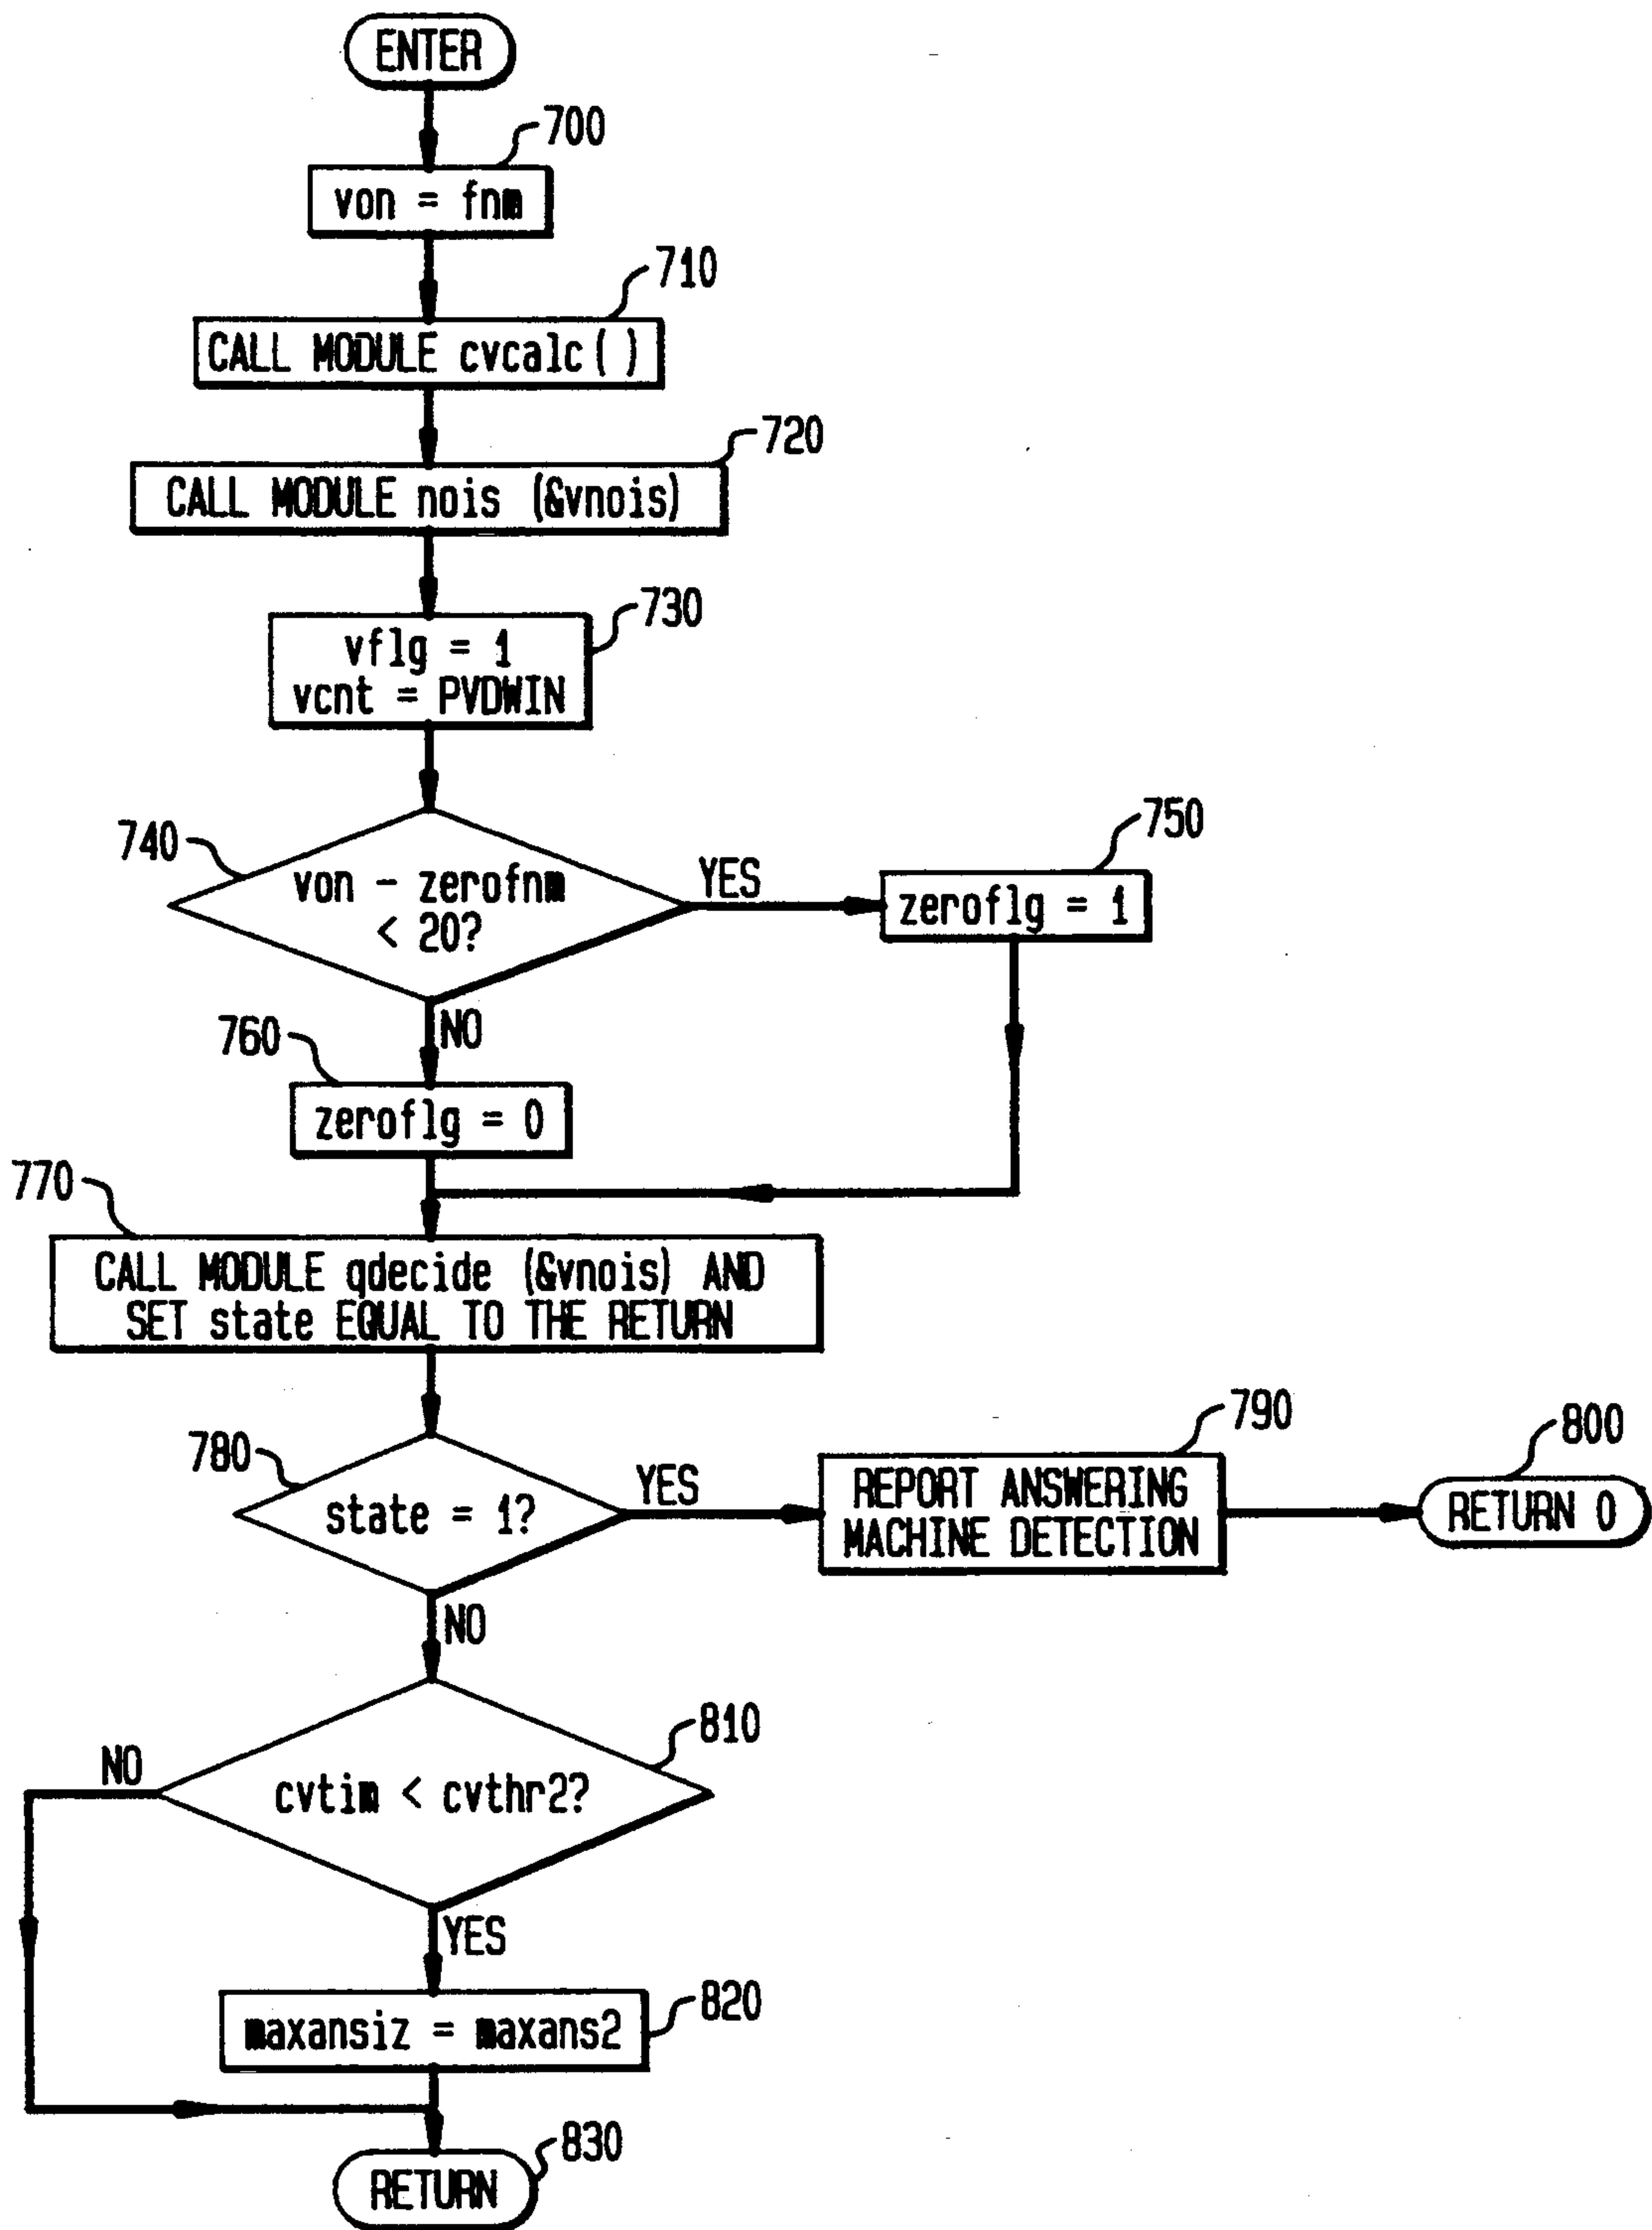 ENTER
700
von = fnm
710
CALL MODULE cvcalc( )
720
CALL MODULE nois (&vnois)
730
vflg = 1
vcnt = PVDWIN
740
von - zerofnm
< 20?
YES
750
zeroflg = 1
NO
760
zeroflg = 0
770
CALL MODULE qdecide (&vnois) AND
SET state EQUAL TO THE RETURN
780
state = 1?
YES
790
REPORT ANSWERING
MACHINE DETECTION
800
RETURN 0
NO
810
cvtim < cvthr2?
NO
YES
820
maxansiz = maxans2
830
RETURN